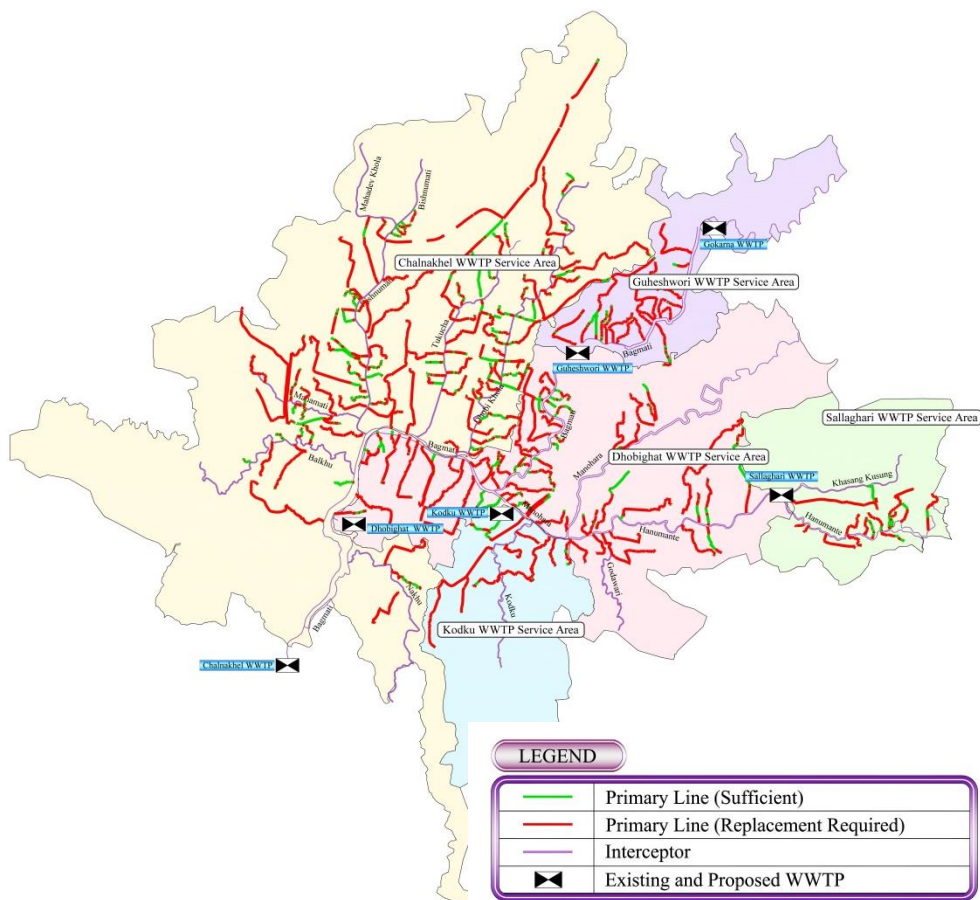 Mahadev Khola
Bishnumati
Gokarna WWTP
Chalnakhel WWTP Service Area
Guheshwori WWTP Service Area
Tukucha
Bagmati
Guheshwori WWTP
Manamati
Dhobi Khola
Bagmati
Sallaghari WWTP Service Area
Bagmati
Manohara
Dhobighat WWTP Service Area
Balkhu
Sallaghari WWTP
Khasang Kusung
Kodku WWTP
Manohara
Dhobighat WWTP
Hanumante
Hanumante
Nakhu
Kodku
Godawari
Bagmati
Kodku WWTP Service Area
Chalnakhel WWTP
LEGEND
Primary Line (Sufficient)
Primary Line (Replacement Required)
Interceptor
Existing and Proposed WWTP